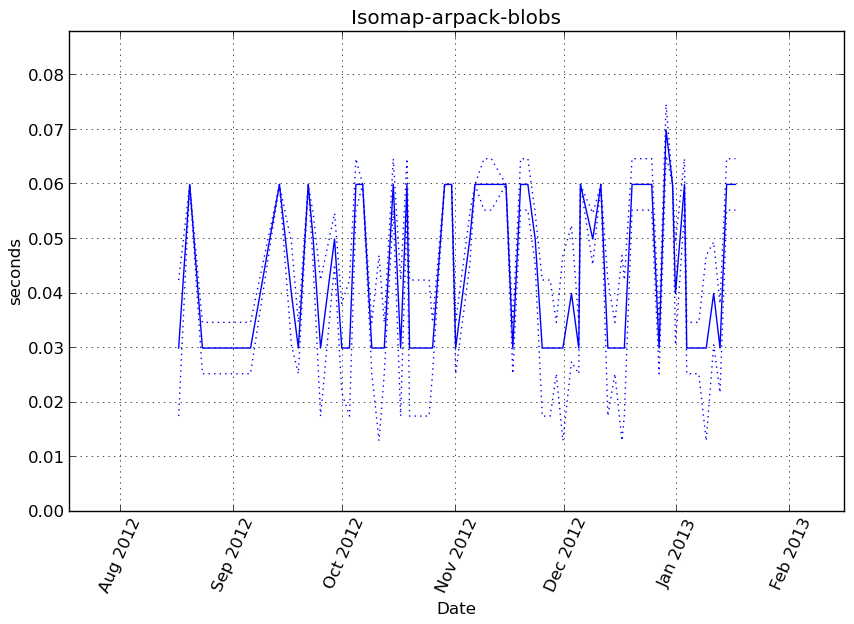 Isomap-arpack-blobs
0.08
0.07
0.06
0.05
0.04
0.03
0.02
0.01
0.00
seconds
Aug 2012
Sep 2012
Oct 2012
Nov 2012
Dec 2012
Jan 2013
Feb 2013
Date